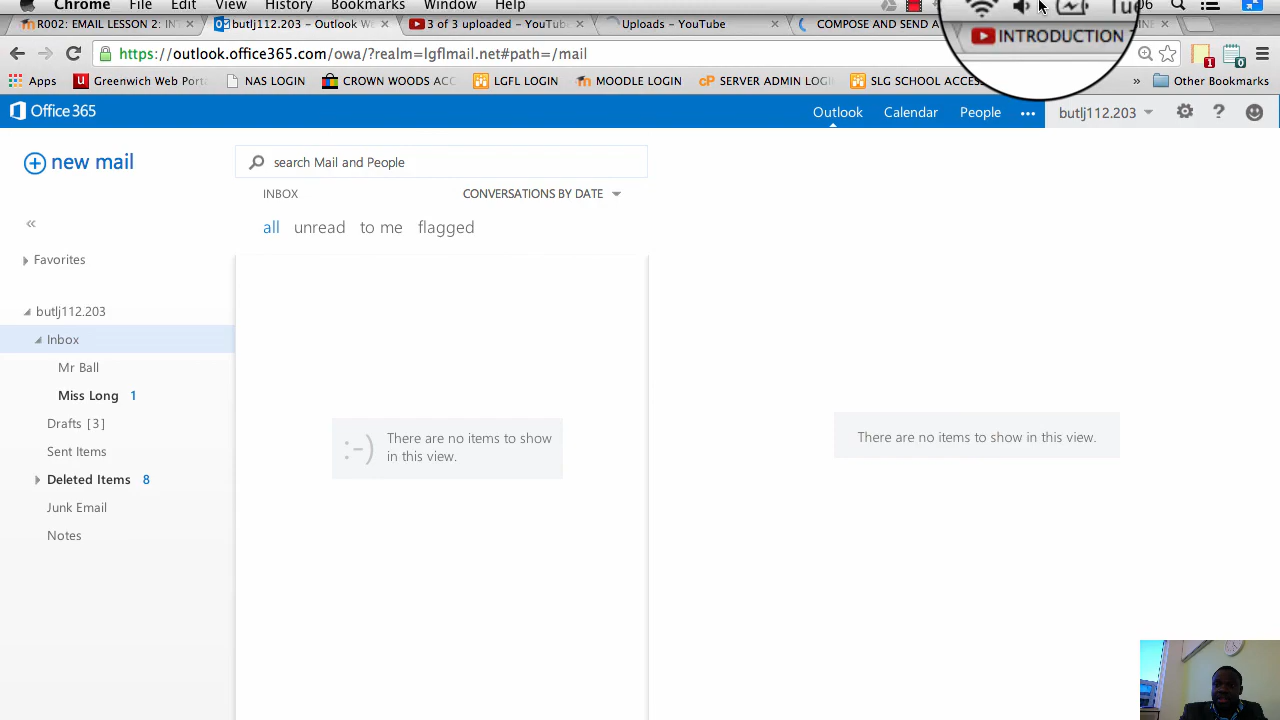 Chrome File Edit View History Bookmarks Window Help
R002: EMAIL LESSON 2: INT butlj112.203 – Outlook We 3 of 3 uploaded – YouTube Uploads – YouTube COMPOSE AND SEND A INTRODUCTION
https://outlook.office365.com/owa/?realm=lgflmail.net#path=/mail 1 0
Apps Greenwich Web Porta NAS LOGIN CROWN WOODS ACC LGFL LOGIN MOODLE LOGIN SERVER ADMIN LOG SLG SCHOOL ACCES » Other Bookmarks
Office 365 Outlook Calendar People ••• butlj112.203 ?
new mail
search Mail and People
INBOX CONVERSATIONS BY DATE
«
all unread to me flagged
Favorites
butlj112.203
Inbox
Mr Ball
Miss Long 1
Drafts [3]
Sent Items
Deleted Items 8
Junk Email
Notes
:-) There are no items to show
in this view.
There are no items to show in this view.